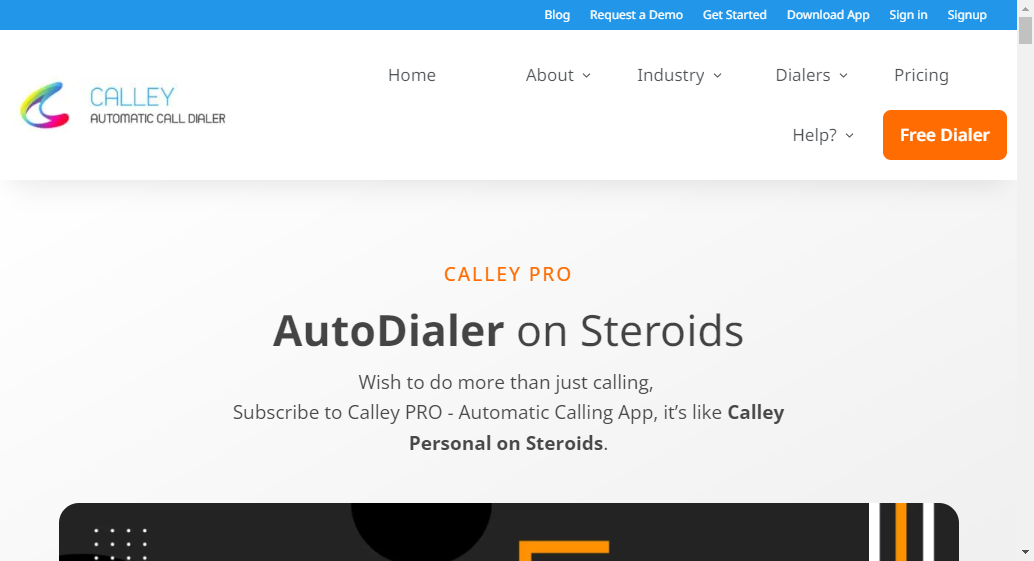 Blog Request a Demo Get Started Download App Sign in Signup
CALLEY
AUTOMATIC CALL DIALER
Home About Industry Dialers Pricing
Help? Free Dialer
CALLEY PRO
AutoDialer on Steroids
Wish to do more than just calling,
Subscribe to Calley PRO - Automatic Calling App, it’s like Calley
Personal on Steroids.